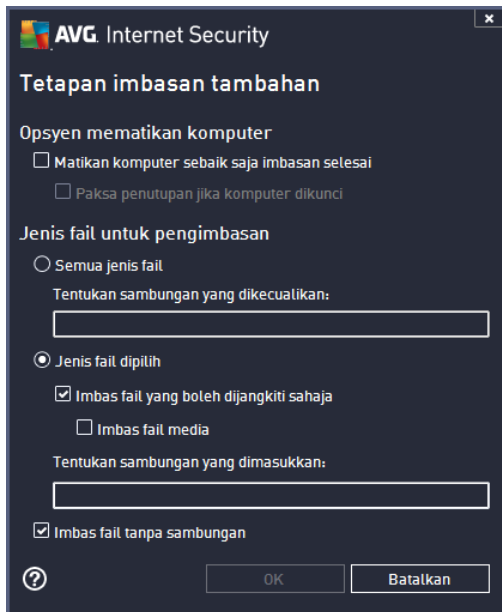 AVG. Internet Security
Tetapan imbasan tambahan
Opsyen mematikan komputer
Matikan komputer sebaik saja imbasan selesai
Paksa penutupan jika komputer dikunci
Jenis fail untuk pengimbasan
Semua jenis fail
Tentukan sambungan yang dikecualikan:
Jenis fail dipilih
Imbas fail yang boleh dijangkiti sahaja
Imbas fail media
Tentukan sambungan yang dimasukkan:
Imbas fail tanpa sambungan
OK Batalkan